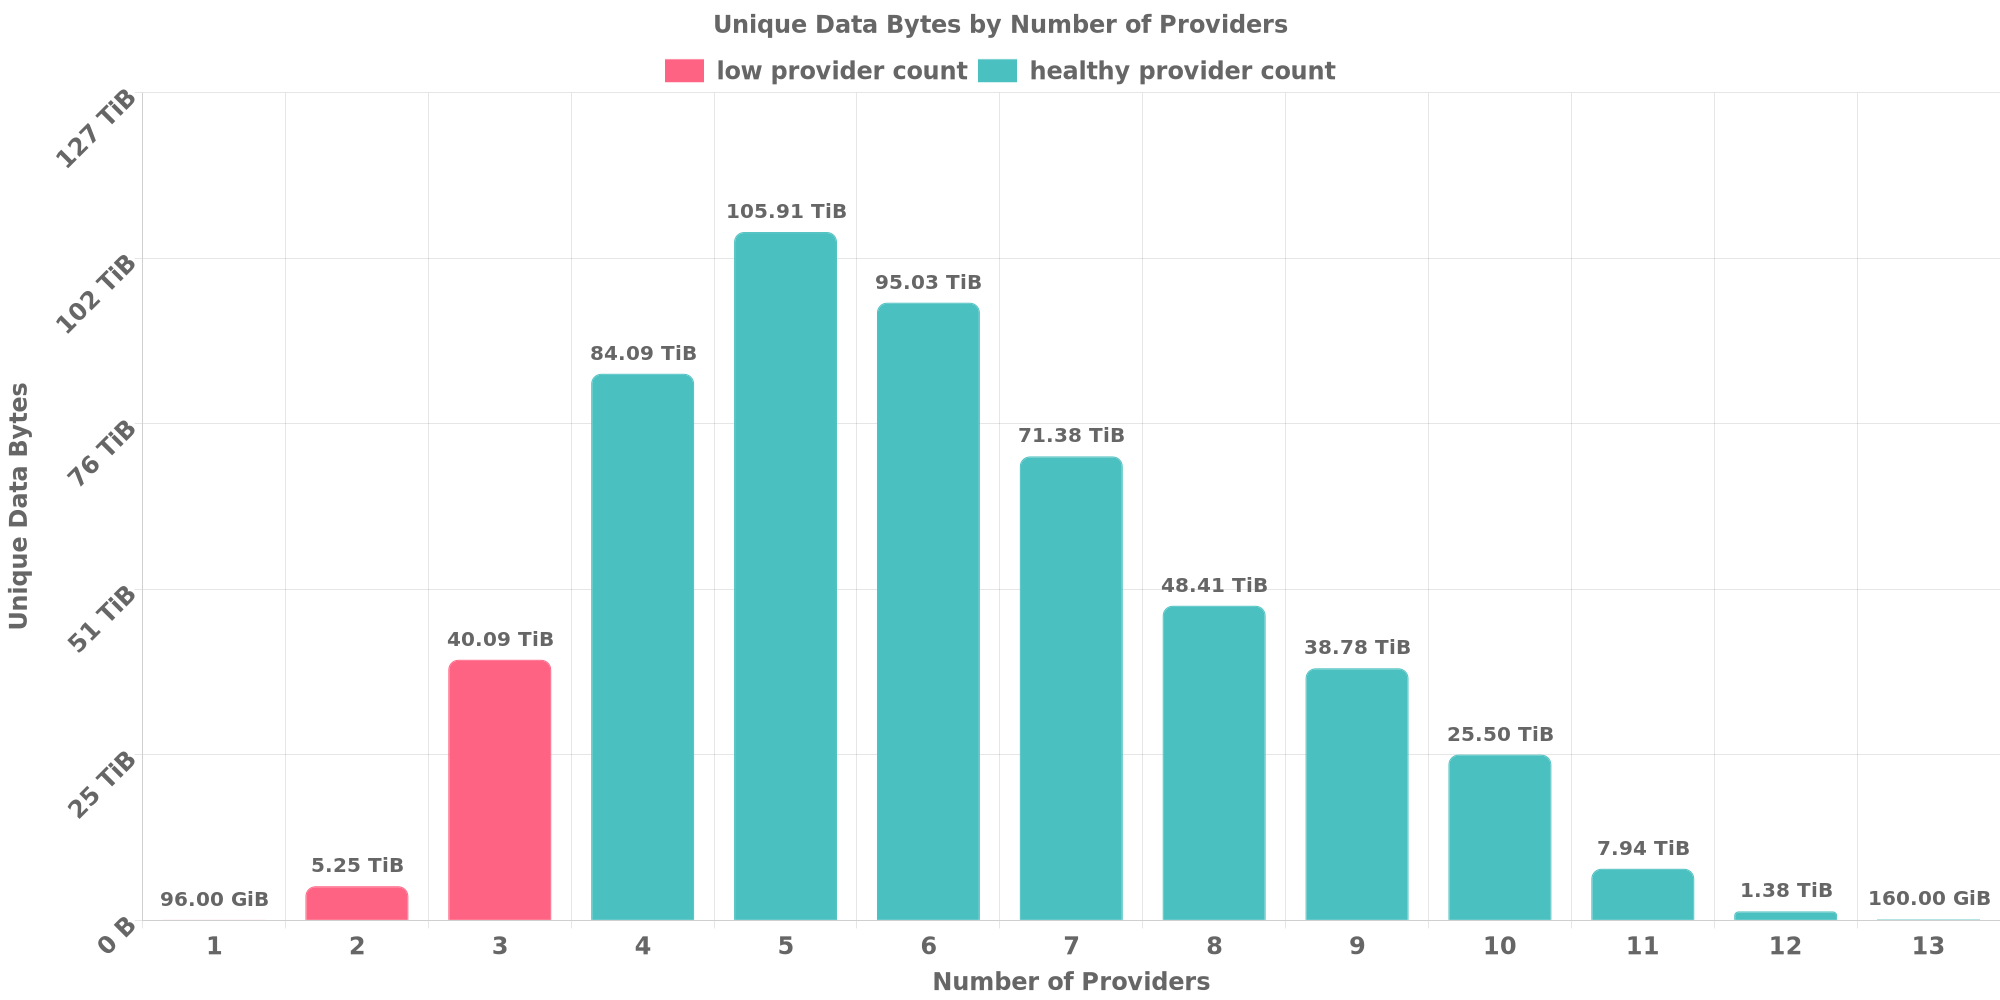 Unique Data Bytes by Number of Providers
low provider count healthy provider count
127 TiB
102 TiB
76 TiB
51 TiB
25 TiB
0 B
Unique Data Bytes
96.00 GiB
5.25 TiB
40.09 TiB
84.09 TiB
105.91 TiB
95.03 TiB
71.38 TiB
48.41 TiB
38.78 TiB
25.50 TiB
7.94 TiB
1.38 TiB
160.00 GiB
1 2 3 4 5 6 7 8 9 10 11 12 13
Number of Providers